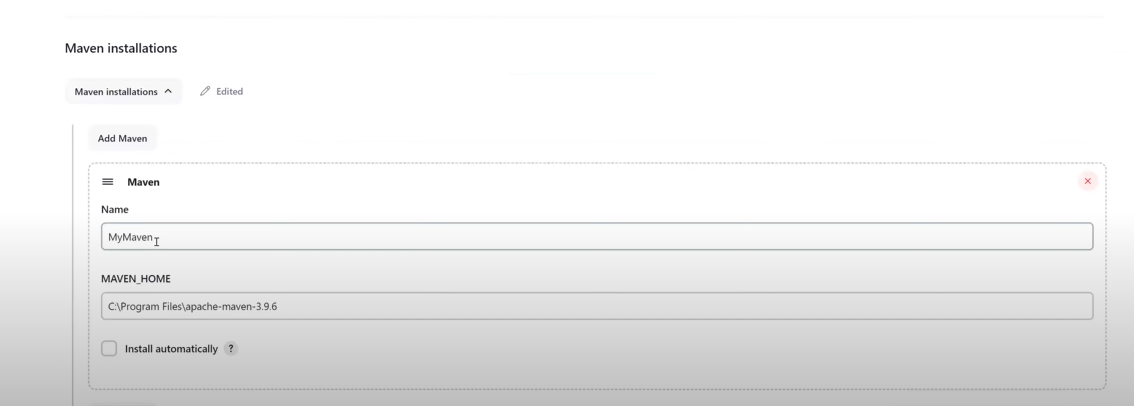 Maven installations
Maven installations
Edited
Add Maven
Maven
Name
MyMaven
MAVEN_HOME
C:\Program Files\apache-maven-3.9.6
Install automatically ?